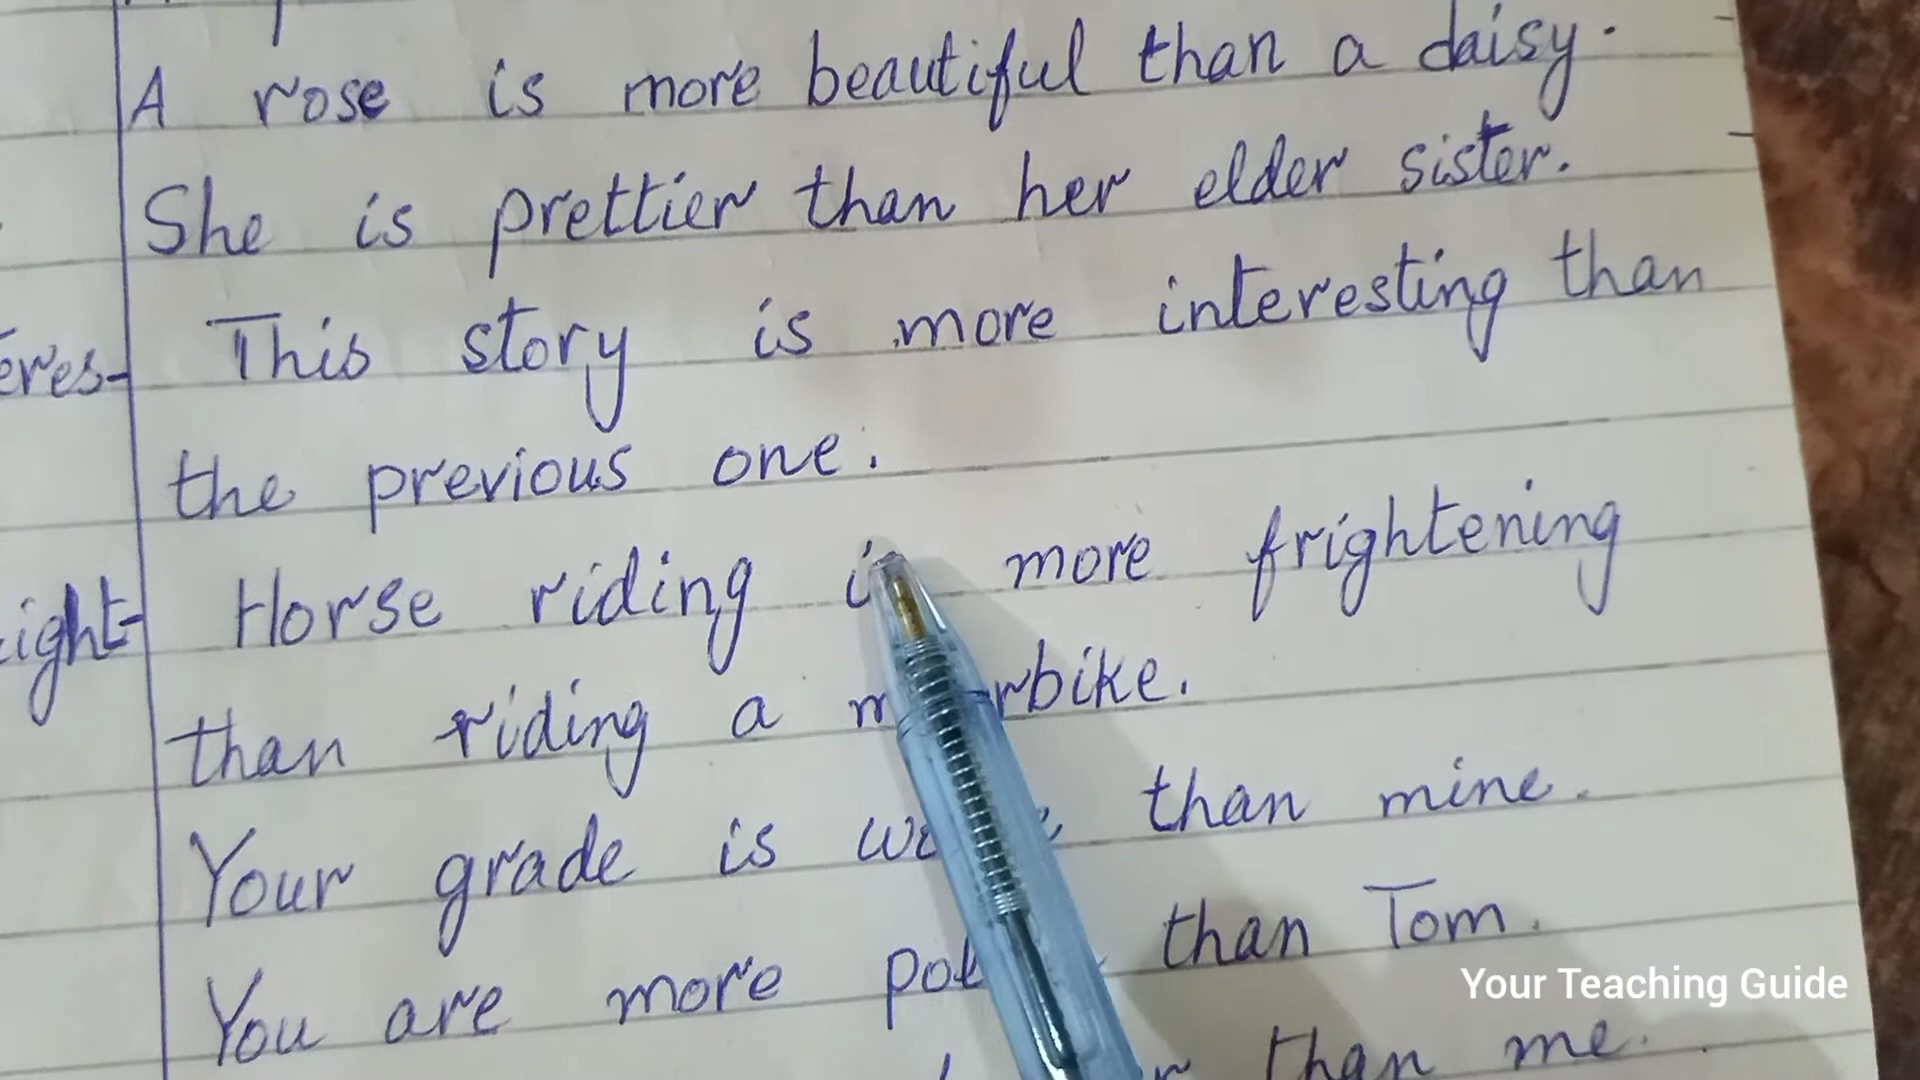 A rose is more beautiful than a daisy.
She is prettier than her elder sister.
eres- This story is more interesting than
the previous one.
ight- Horse riding is more frightening
than riding a rbike.
Your grade is than mine.
You are more than Tom.
than me.
Your Teaching Guide